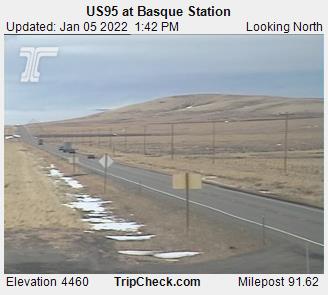 US95 at Basque Station
Updated: Jan 05 2022 1:42 PM Looking North
Elevation 4460 TripCheck.com Milepost 91.62